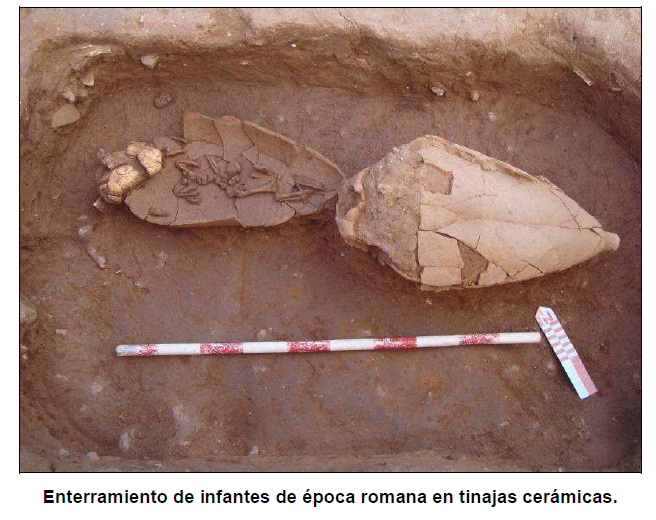 Enterramiento de infantes de época romana en tinajas cerámicas.